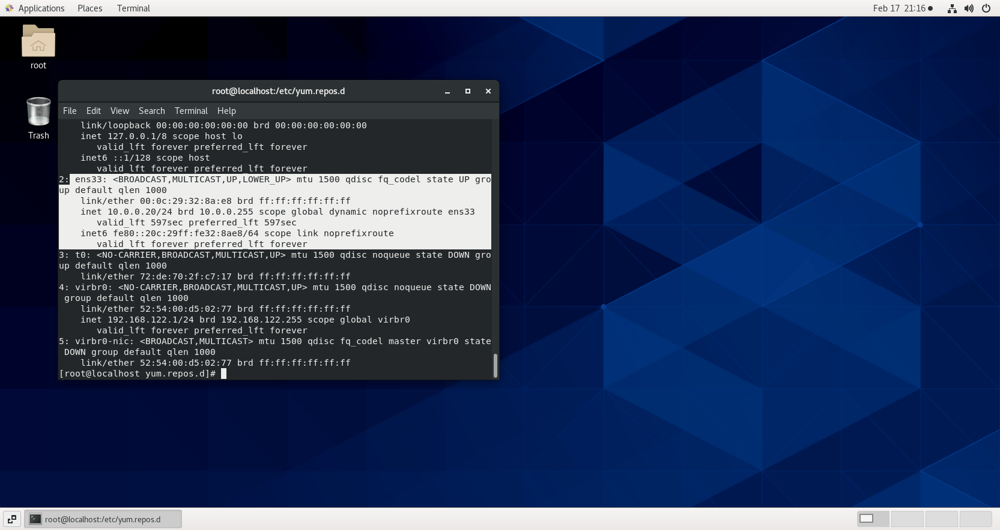 Applications Places Terminal Feb 17 21:16
root
Trash
root@localhost:/etc/yum.repos.d
File Edit View Search Terminal Help
link/loopback 00:00:00:00:00:00 brd 00:00:00:00:00:00
inet 127.0.0.1/8 scope host lo
valid_lft forever preferred_lft forever
inet6 ::1/128 scope host
valid_lft forever preferred_lft forever
2: ens33: <BROADCAST,MULTICAST,UP,LOWER_UP> mtu 1500 qdisc fq_codel state UP gro
up default qlen 1000
link/ether 00:0c:29:32:8a:e8 brd ff:ff:ff:ff:ff:ff
inet 10.0.0.20/24 brd 10.0.0.255 scope global dynamic noprefixroute ens33
valid_lft 597sec preferred_lft 597sec
inet6 fe80::20c:29ff:fe32:8ae8/64 scope link noprefixroute
valid_lft forever preferred_lft forever
3: t0: <NO-CARRIER,BROADCAST,MULTICAST,UP> mtu 1500 qdisc noqueue state DOWN gro
up default qlen 1000
link/ether 72:de:70:2f:c7:17 brd ff:ff:ff:ff:ff:ff
4: virbr0: <NO-CARRIER,BROADCAST,MULTICAST,UP> mtu 1500 qdisc noqueue state DOWN
group default qlen 1000
link/ether 52:54:00:d5:02:77 brd ff:ff:ff:ff:ff:ff
inet 192.168.122.1/24 brd 192.168.122.255 scope global virbr0
valid_lft forever preferred_lft forever
5: virbr0-nic: <BROADCAST,MULTICAST> mtu 1500 qdisc fq_codel master virbr0 state
DOWN group default qlen 1000
link/ether 52:54:00:d5:02:77 brd ff:ff:ff:ff:ff:ff
[root@localhost yum.repos.d]#
root@localhost:/etc/yum.repos.d